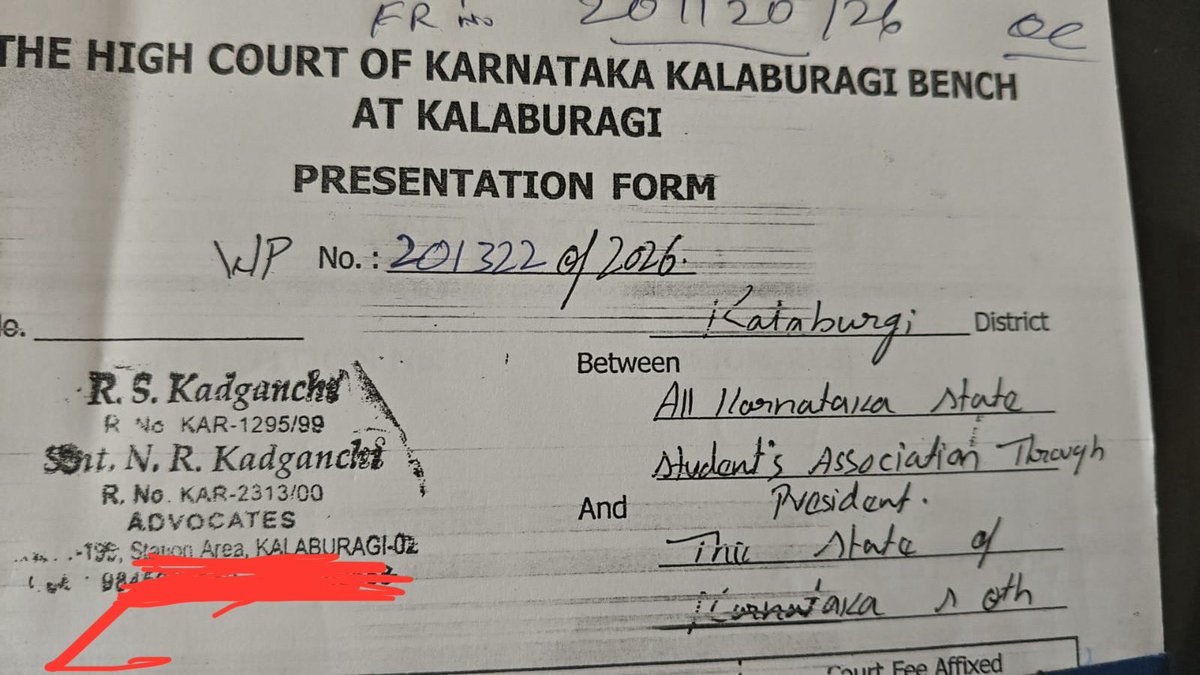 FR No 201120/26 OC
THE HIGH COURT OF KARNATAKA KALABURAGI BENCH
AT KALABURAGI
PRESENTATION FORM
WP No. : 201322 of 2026.
Kalaburgi District
R. S. Kadganchi
R No KAR-1295/99
Smt. N. R. Kadganchi
R. No. KAR-2313/00
ADVOCATES
Station Area, KALABURAGI-02
Between
All Karnataka State
Student's Association Through
President.
And
The State of
Karnataka & Oth
Court Fee Affixed